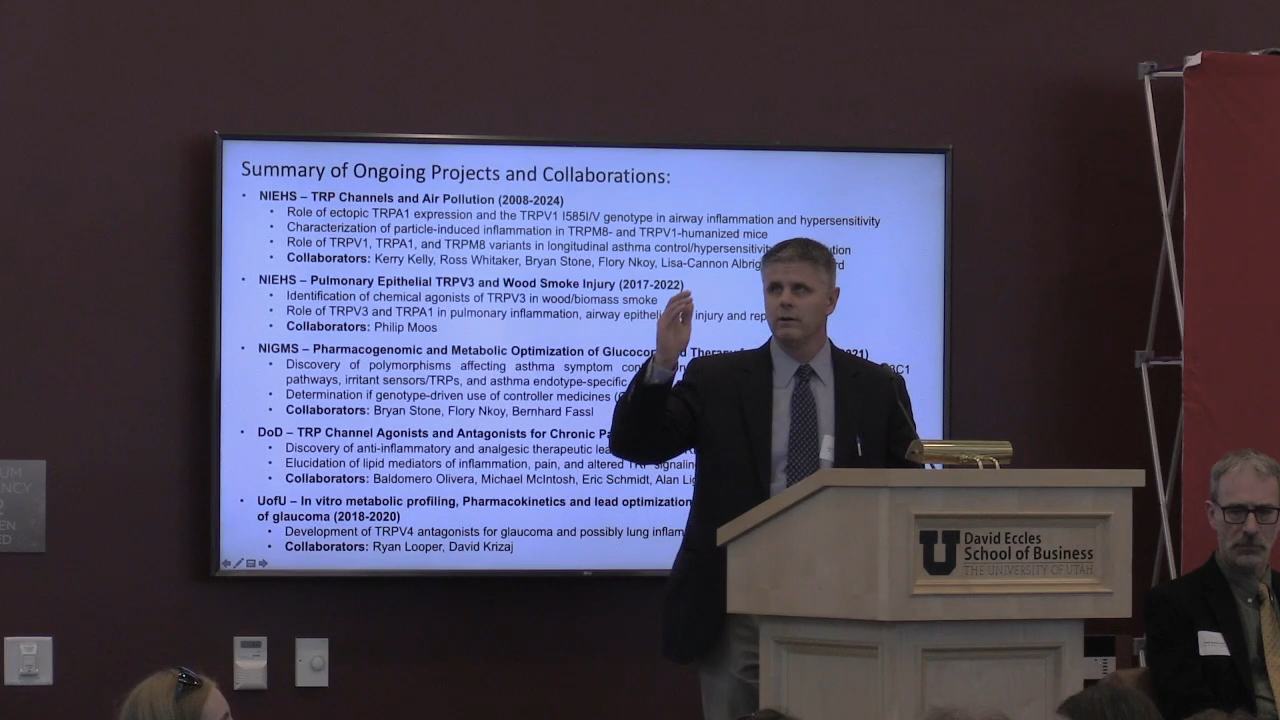 Summary of Ongoing Projects and Collaborations:
• NIEHS – TRP Channels and Air Pollution (2008-2024)
• Role of ectopic TRPA1 expression and the TRPV1 I585I/V genotype in airway inflammation and hypersensitivity
• Characterization of particle-induced inflammation in TRPM8- and TRPV1-humanized mice
• Role of TRPV1, TRPA1, and TRPM8 variants in longitudinal asthma control/hypersensitivit
• Collaborators: Kerry Kelly, Ross Whitaker, Bryan Stone, Flory Nkoy, Lisa-Cannon Albrig
• NIEHS – Pulmonary Epithelial TRPV3 and Wood Smoke Injury (2017-2022)
• Identification of chemical agonists of TRPV3 in wood/biomass smoke
• Role of TRPV3 and TRPA1 in pulmonary inflammation, airway epitheli injury and rep
• Collaborators: Philip Moos
• NIGMS – Pharmacogenomic and Metabolic Optimization of Glucocor d Therapy
• Discovery of polymorphisms affecting asthma symptom con
pathways, irritant sensors/TRPs, and asthma endotype-specific
• Determination if genotype-driven use of controller medicines
• Collaborators: Bryan Stone, Flory Nkoy, Bernhard Fassl
• DoD – TRP Channel Agonists and Antagonists for Chronic Pa
• Discovery of anti-inflammatory and analgesic therapeutic lea
• Elucidation of lipid mediators of inflammation, pain, and altered TRP signalin
• Collaborators: Baldomero Olivera, Michael McIntosh, Eric Schmidt, Alan Lig
• UofU – In vitro metabolic profiling, Pharmacokinetics and lead optimization
of glaucoma (2018-2020)
• Development of TRPV4 antagonists for glaucoma and possibly lung inflam
• Collaborators: Ryan Looper, David Krizaj
U David Eccles
School of Business
THE UNIVERSITY OF UTAH